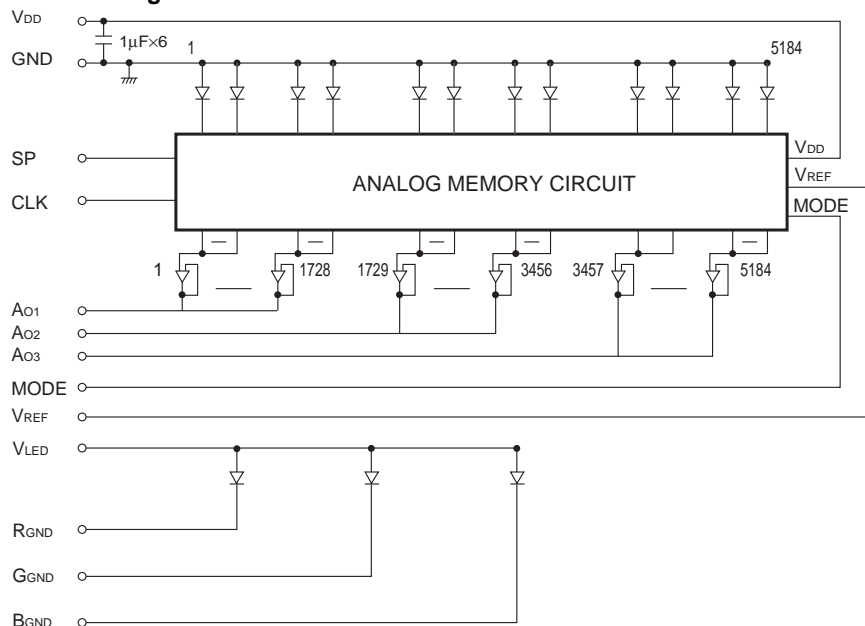 VDD
1µF×6
GND
1
5184
SP
CLK
ANALOG MEMORY CIRCUIT
VDD
VREF
MODE
1
1728
1729
3456
3457
5184
AO1
AO2
AO3
MODE
VREF
VLED
RGND
GGND
BGND